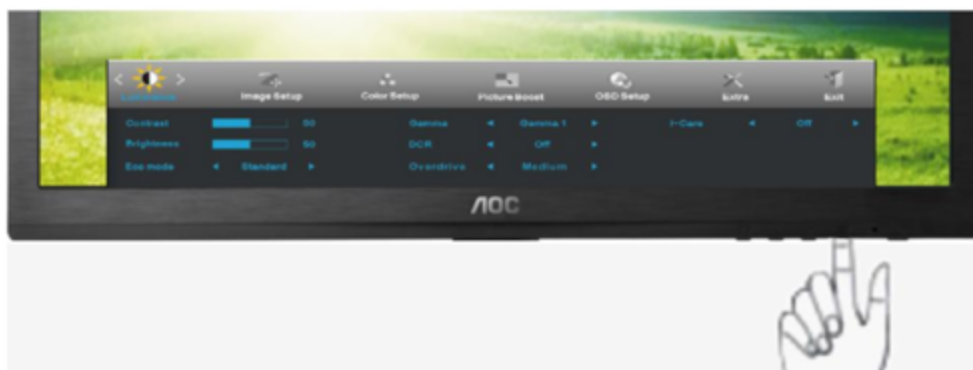 Luminance
Image Setup
Color Setup
Picture Boost
OSD Setup
Extra
Exit
Contrast 50
Gamma Gamma 1
i-Care Off
Brightness 50
DCR Off
Eco mode Standard
Overdrive Medium
AOC